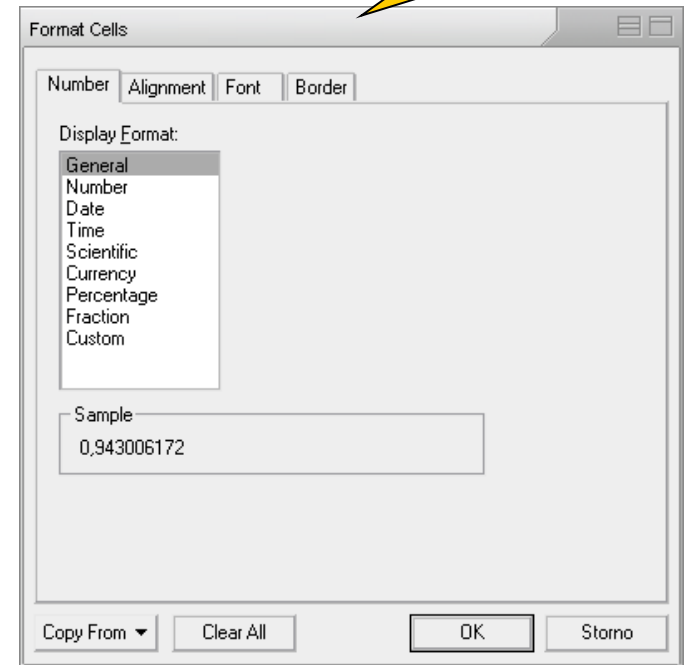 Format Cells
Number Alignment Font Border
Display Format:
General
Number
Date
Time
Scientific
Currency
Percentage
Fraction
Custom
Sample
0,943006172
Copy From Clear All OK Storno